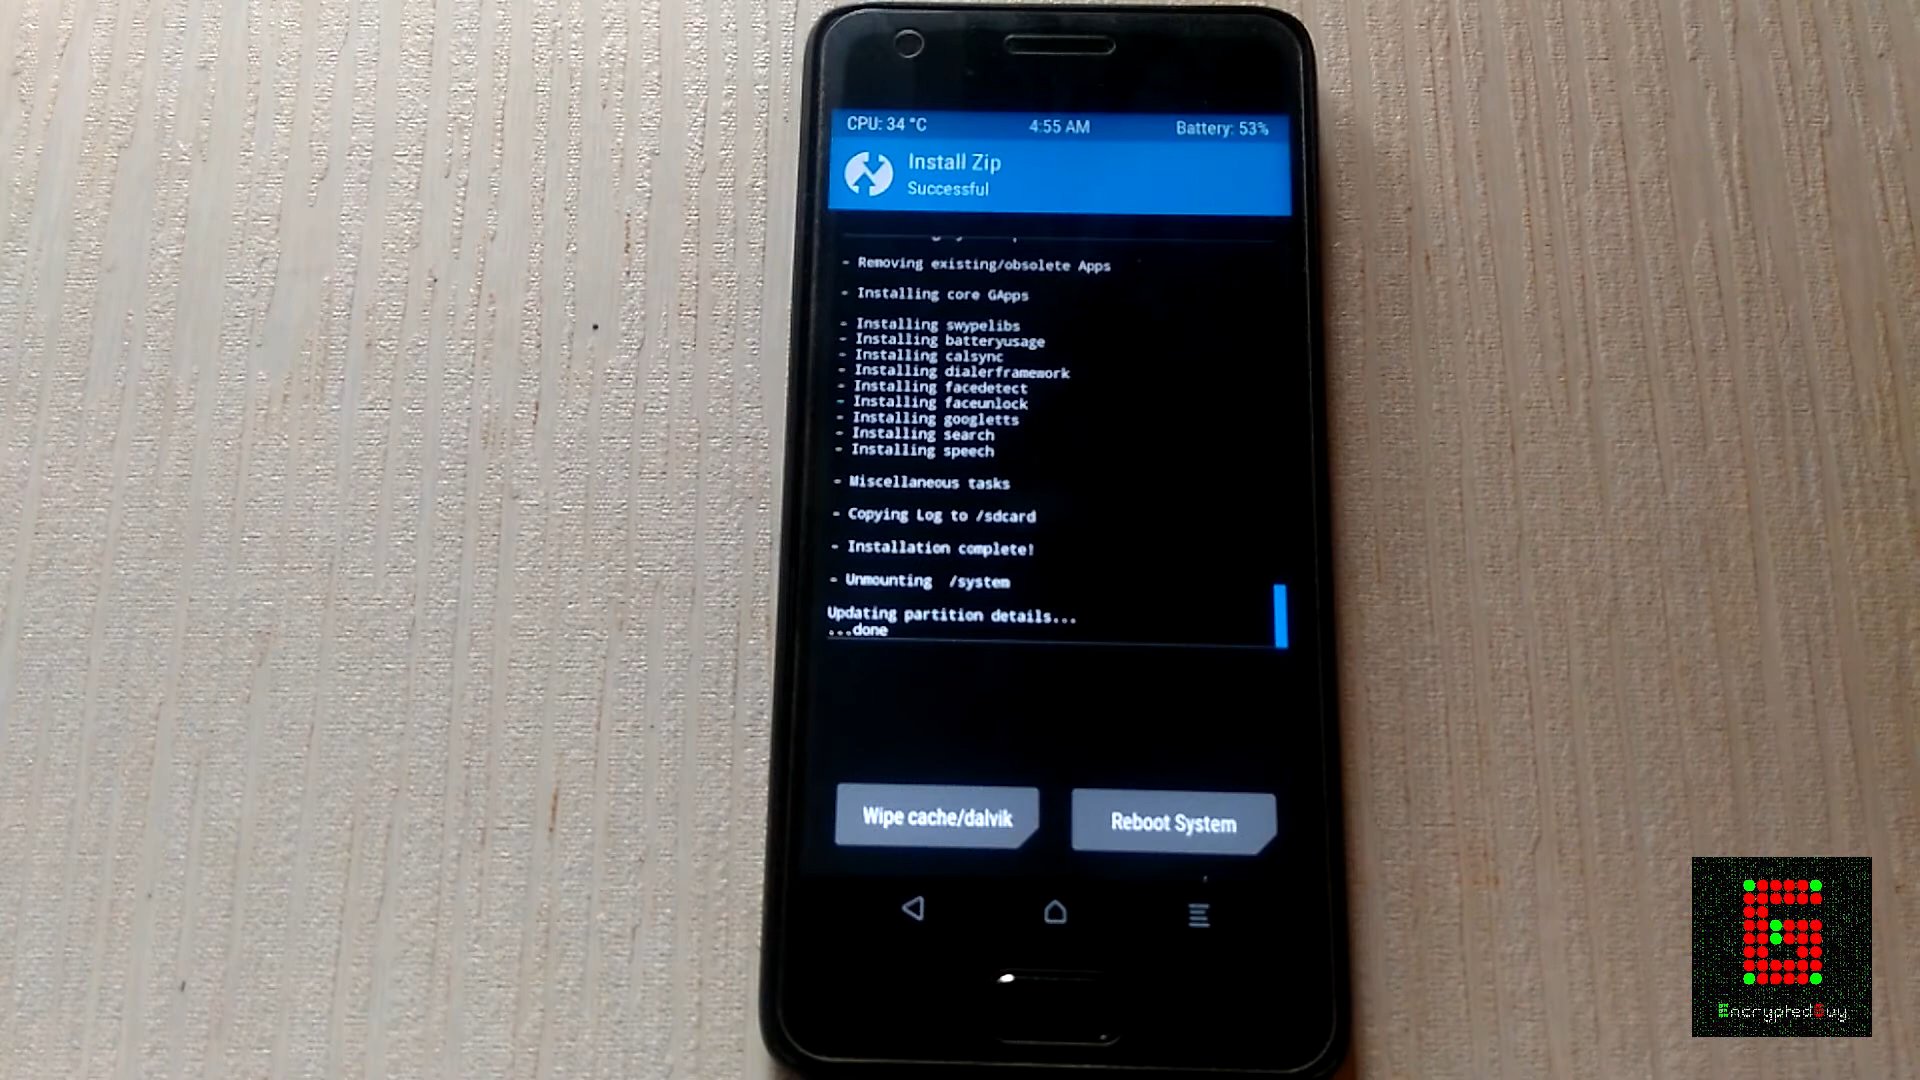 CPU: 34 °C 4:55 AM Battery: 53%
Install Zip
Successful
- Removing existing/obsolete Apps
- Installing core GApps
- Installing swypelibs
- Installing batteryusage
- Installing calsync
- Installing dialerframework
- Installing facedetect
- Installing faceunlock
- Installing googletts
- Installing search
- Installing speech
- Miscellaneous tasks
- Copying Log to /sdcard
- Installation complete!
- Unmounting /system
Updating partition details...
...done
Wipe cache/dalvik Reboot System
EncryptedGuy